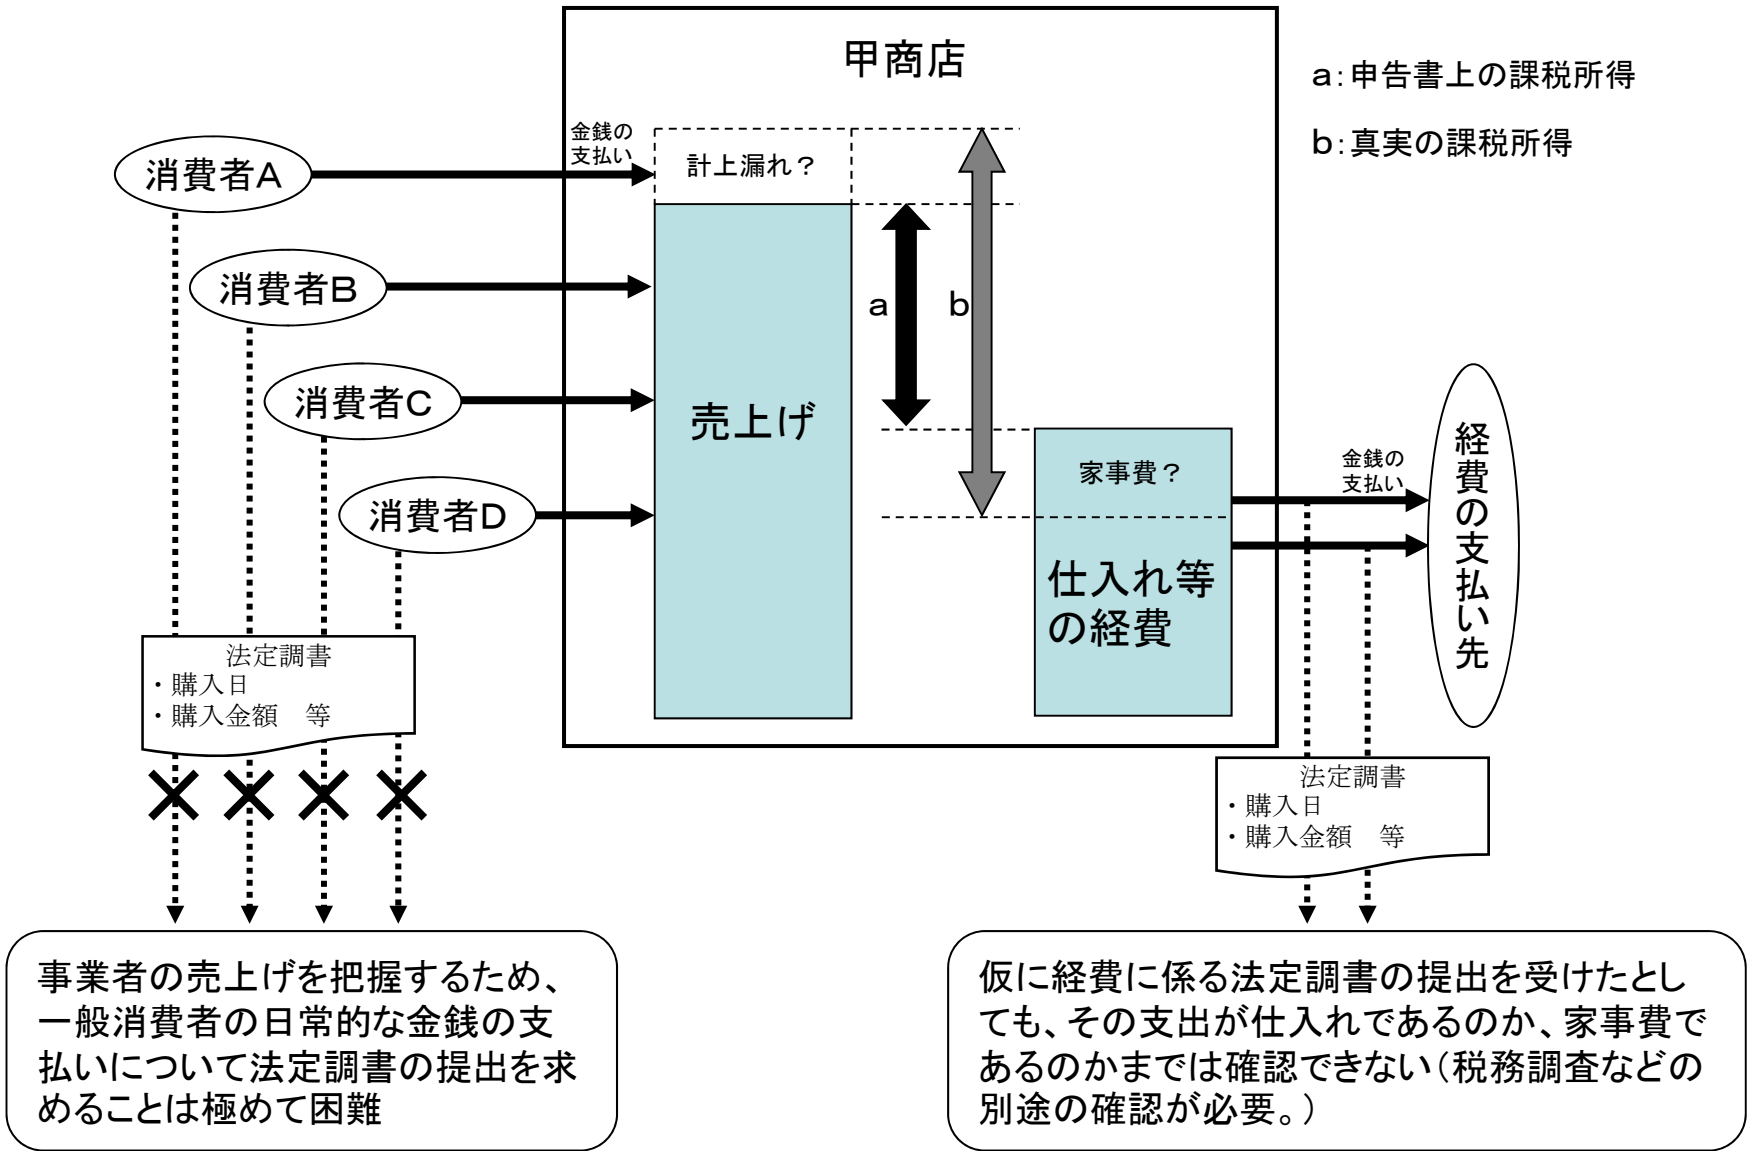 甲商店
a：申告書上の課税所得
b：真実の課税所得
金銭の
支払い
計上漏れ？
消費者A
消費者B
消費者C
消費者D
a
b
売上げ
家事費？
仕入れ等
の経費
金銭の
支払い
経費の支払い先
法定調書
・購入日
・購入金額　等
法定調書
・購入日
・購入金額　等
事業者の売上げを把握するため、
一般消費者の日常的な金銭の支
払いについて法定調書の提出を求
めることは極めて困難
仮に経費に係る法定調書の提出を受けたとし
ても、その支出が仕入れであるのか、家事費で
あるのかまでは確認できない（税務調査などの
別途の確認が必要。）